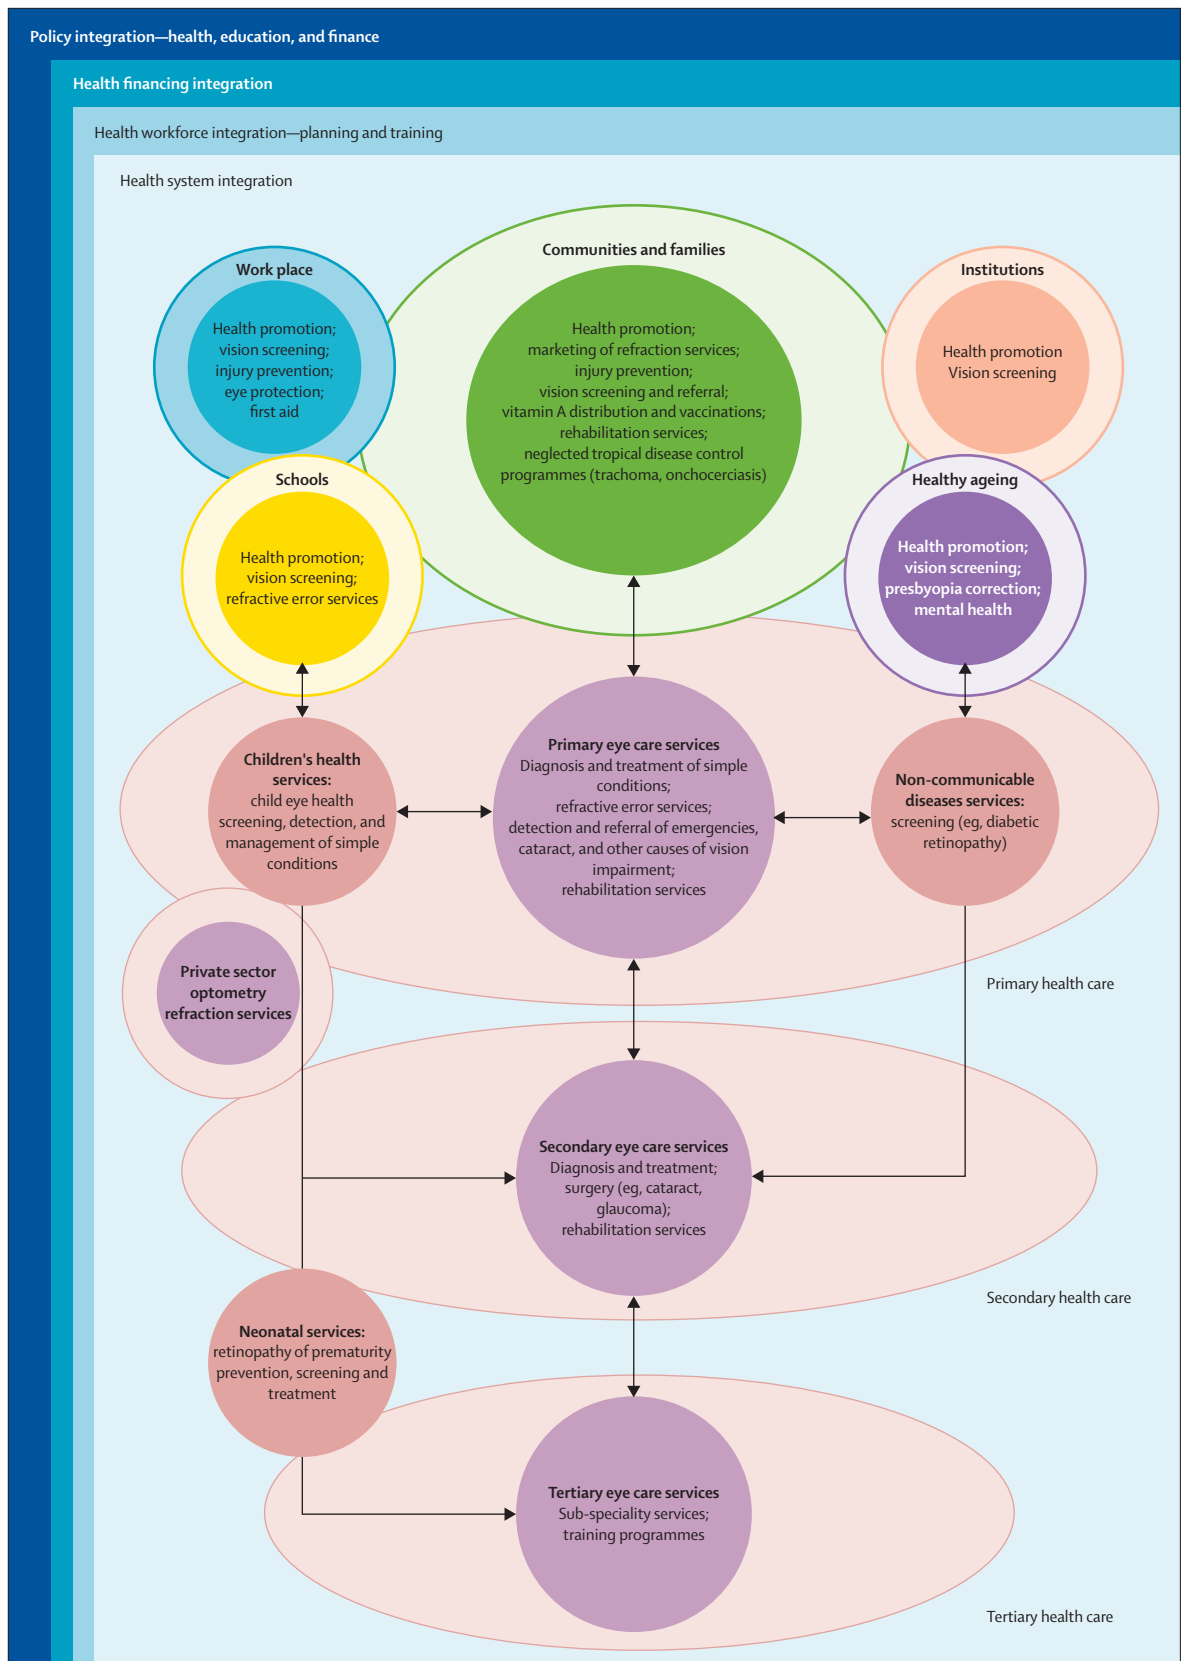 Policy integration—health, education, and finance
Health financing integration
Health workforce integration—planning and training
Health system integration
Communities and families
Health promotion;
marketing of refraction services;
injury prevention;
vision screening and referral;
vitamin A distribution and vaccinations;
rehabilitation services;
neglected tropical disease control
programmes (trachoma, onchocerciasis)
Work place
Health promotion;
vision screening;
injury prevention;
eye protection;
first aid
Institutions
Health promotion
Vision screening
Schools
Health promotion;
vision screening;
refractive error services
Healthy ageing
Health promotion;
vision screening;
presbyopia correction;
mental health
Children's health
services:
child eye health
screening, detection, and
management of simple
conditions
Primary eye care services
Diagnosis and treatment of simple
conditions;
refractive error services;
detection and referral of emergencies,
cataract, and other causes of vision
impairment;
rehabilitation services
Non-communicable
diseases services:
screening (eg, diabetic
retinopathy)
Private sector
optometry
refraction services
Primary health care
Secondary eye care services
Diagnosis and treatment;
surgery (eg, cataract,
glaucoma);
rehabilitation services
Secondary health care
Neonatal services:
retinopathy of prematurity
prevention, screening and
treatment
Tertiary eye care services
Sub-speciality services;
training programmes
Tertiary health care